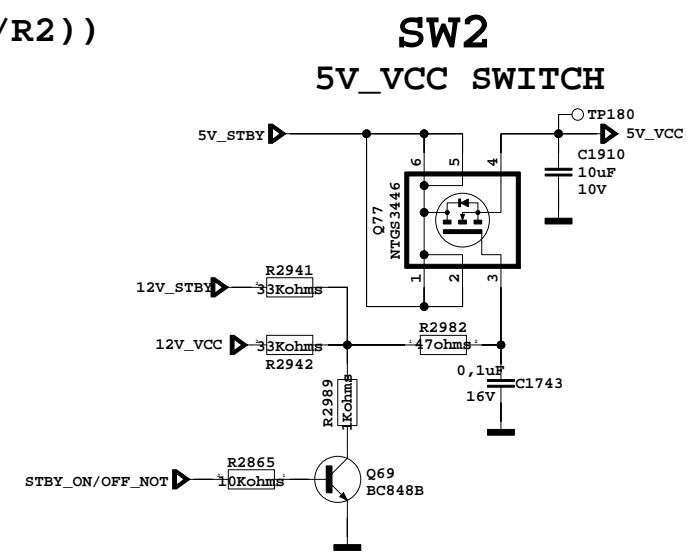 /R2))
SW2
5V_VCC SWITCH
TP180
5V_STBY
5V_VCC
C1910
10uF
10V
6
5
4
Q77
NTGS3446
1
2
3
R2941
12V_STBY
33Kohms
R2982
12V_VCC
33Kohms
1
47ohms
2
R2942
0,1uF
C1743
16V
R2989
1Kohms
R2865
Q69
STBY_ON/OFF_NOT
10Kohms
BC848B